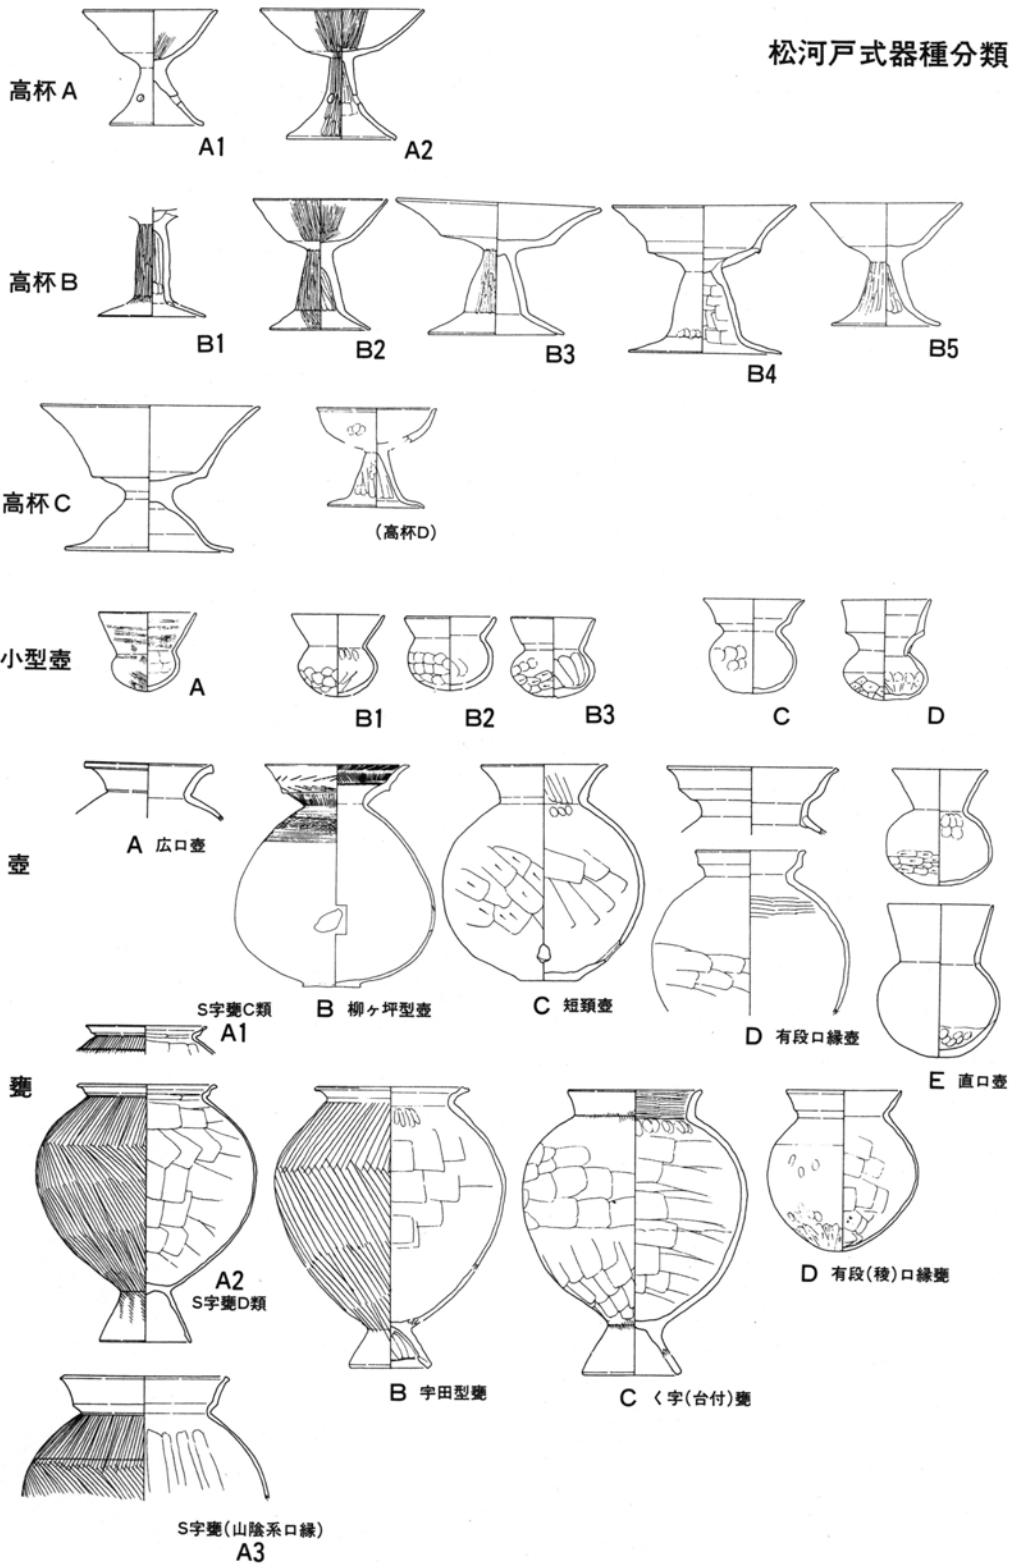 松河戸式器種分類
高杯A
A1
A2
高杯B
B1
B2
B3
B4
B5
高杯C
(高杯D)
小型壺
A
B1
B2
B3
C
D
壺
A 広口壺
B 柳ヶ坪型壺
C 短頚壺
D 有段口縁壺
E 直口壺
甕
S字甕C類
A1
A2
S字甕D類
B 宇田型甕
C く字(台付)甕
D 有段(稜)口縁甕
S字甕(山陰系口縁)
A3